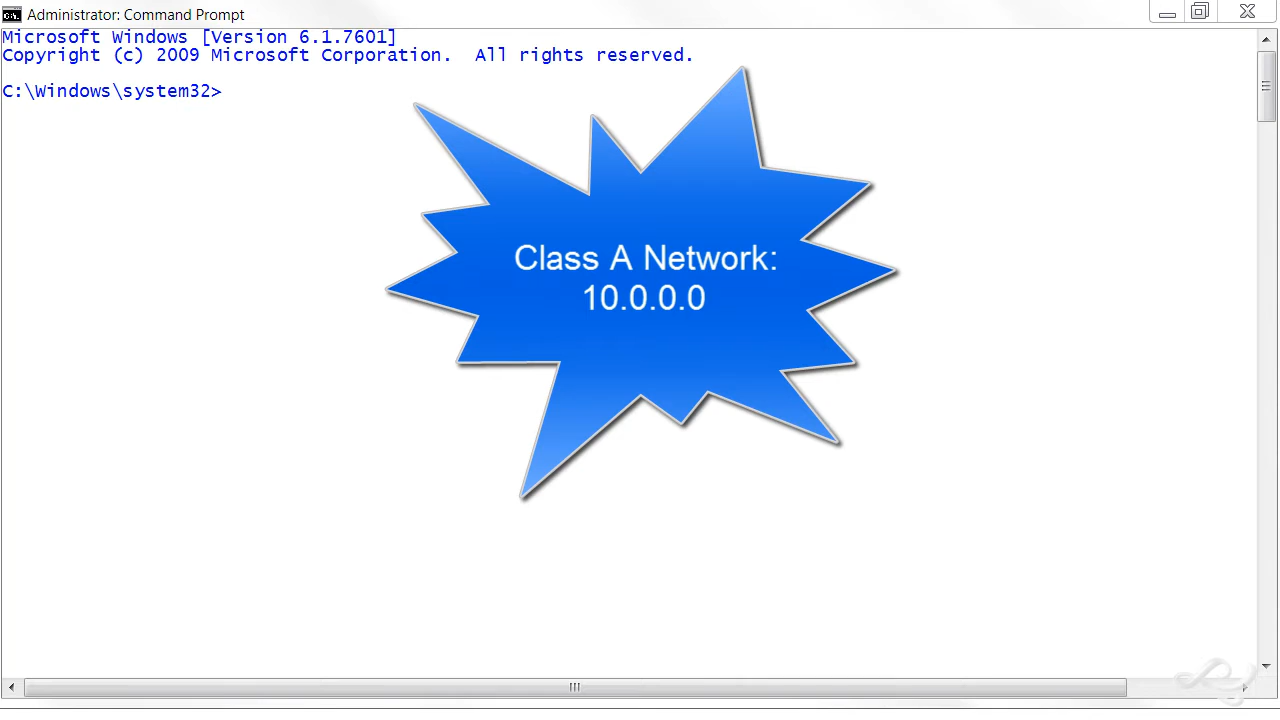 Administrator: Command Prompt
Microsoft Windows [Version 6.1.7601]
Copyright (c) 2009 Microsoft Corporation.  All rights reserved.
C:\Windows\system32>
Class A Network:
10.0.0.0